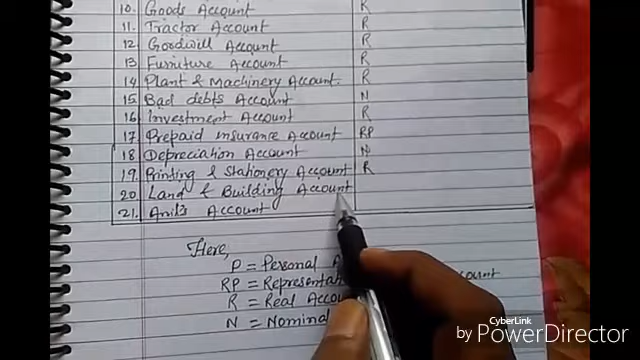 10. Goods Account R
11. Tractor Account R
12. Goodwill Account R
13 Furniture Account R
14 Plant & Machinery Account. R
15. Bad debts Account N
16 Investment Account R
17 Prepaid insurance Account RP
18 Depreciation Account N
19. Printing & Stationery Account R
20 Land & Building Account
21. Anil's Account
Here,
P = Personal
RP = count
R = Real
N = Nominal
CyberLink
by PowerDirector